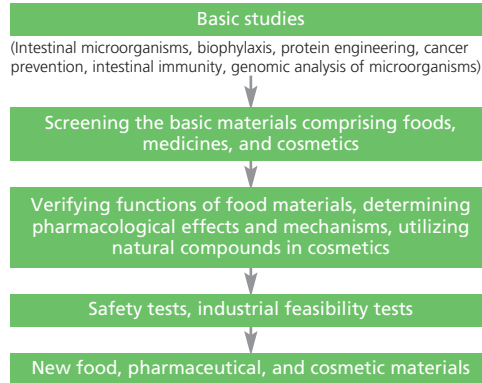 Basic studies
(Intestinal microorganisms, biophylaxis, protein engineering, cancer
prevention, intestinal immunity, genomic analysis of microorganisms)
Screening the basic materials comprising foods,
medicines, and cosmetics
Verifying functions of food materials, determining
pharmacological effects and mechanisms, utilizing
natural compounds in cosmetics
Safety tests, industrial feasibility tests
New food, pharmaceutical, and cosmetic materials